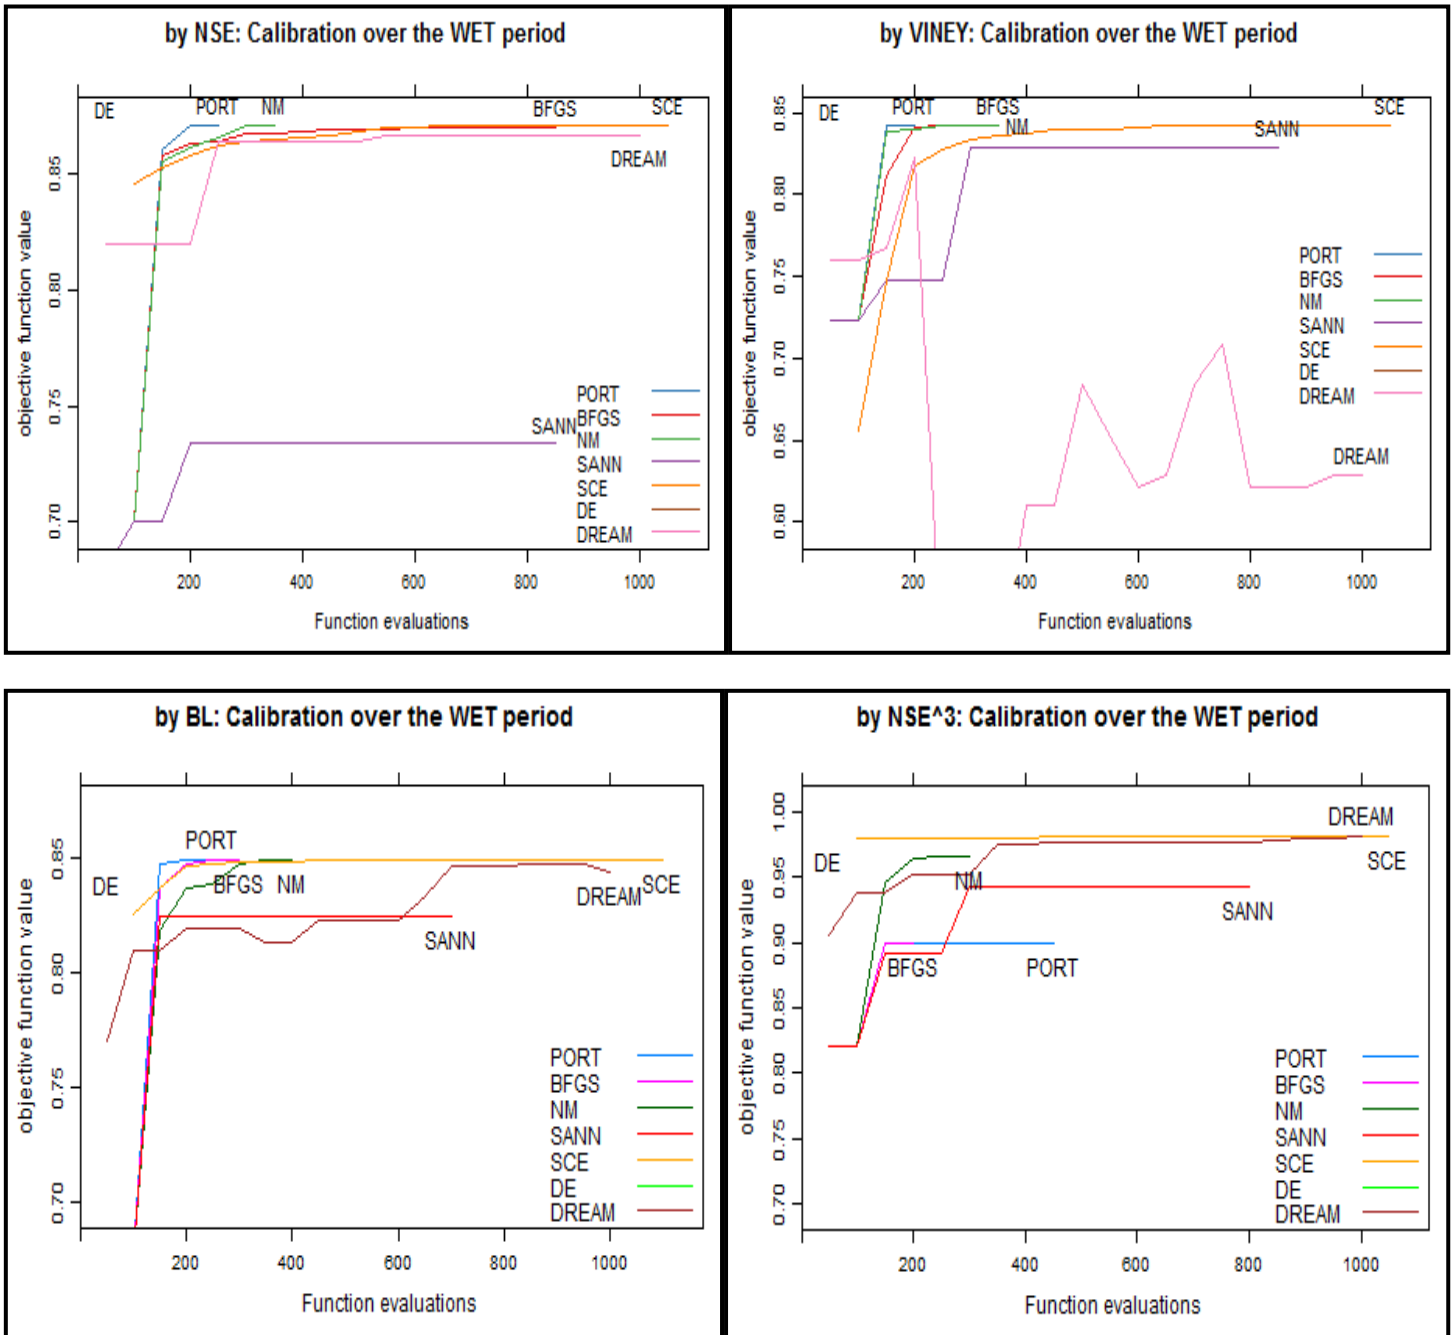 by NSE: Calibration over the WET period
DE
PORT
NM
BFGS
SCE
DREAM
SANN
0.85
0.80
0.75
0.70
objective function value
PORT
BFGS
NM
SANN
SCE
DE
DREAM
200
400
600
800
1000
Function evaluations
by VINEY: Calibration over the WET period
DE
PORT
BFGS
NM
SCE
SANN
DREAM
0.85
0.80
0.75
0.70
0.65
0.60
objective function value
PORT
BFGS
NM
SANN
SCE
DE
DREAM
200
400
600
800
1000
Function evaluations
by BL: Calibration over the WET period
PORT
DE
BFGS
NM
DREAM
SCE
SANN
0.85
0.80
0.75
0.70
objective function value
PORT
BFGS
NM
SANN
SCE
DE
DREAM
200
400
600
800
1000
Function evaluations
by NSE^3: Calibration over the WET period
DREAM
DE
SCE
NM
SANN
BFGS
PORT
1.00
0.95
0.90
0.85
0.80
0.75
0.70
objective function value
PORT
BFGS
NM
SANN
SCE
DE
DREAM
200
400
600
800
1000
Function evaluations